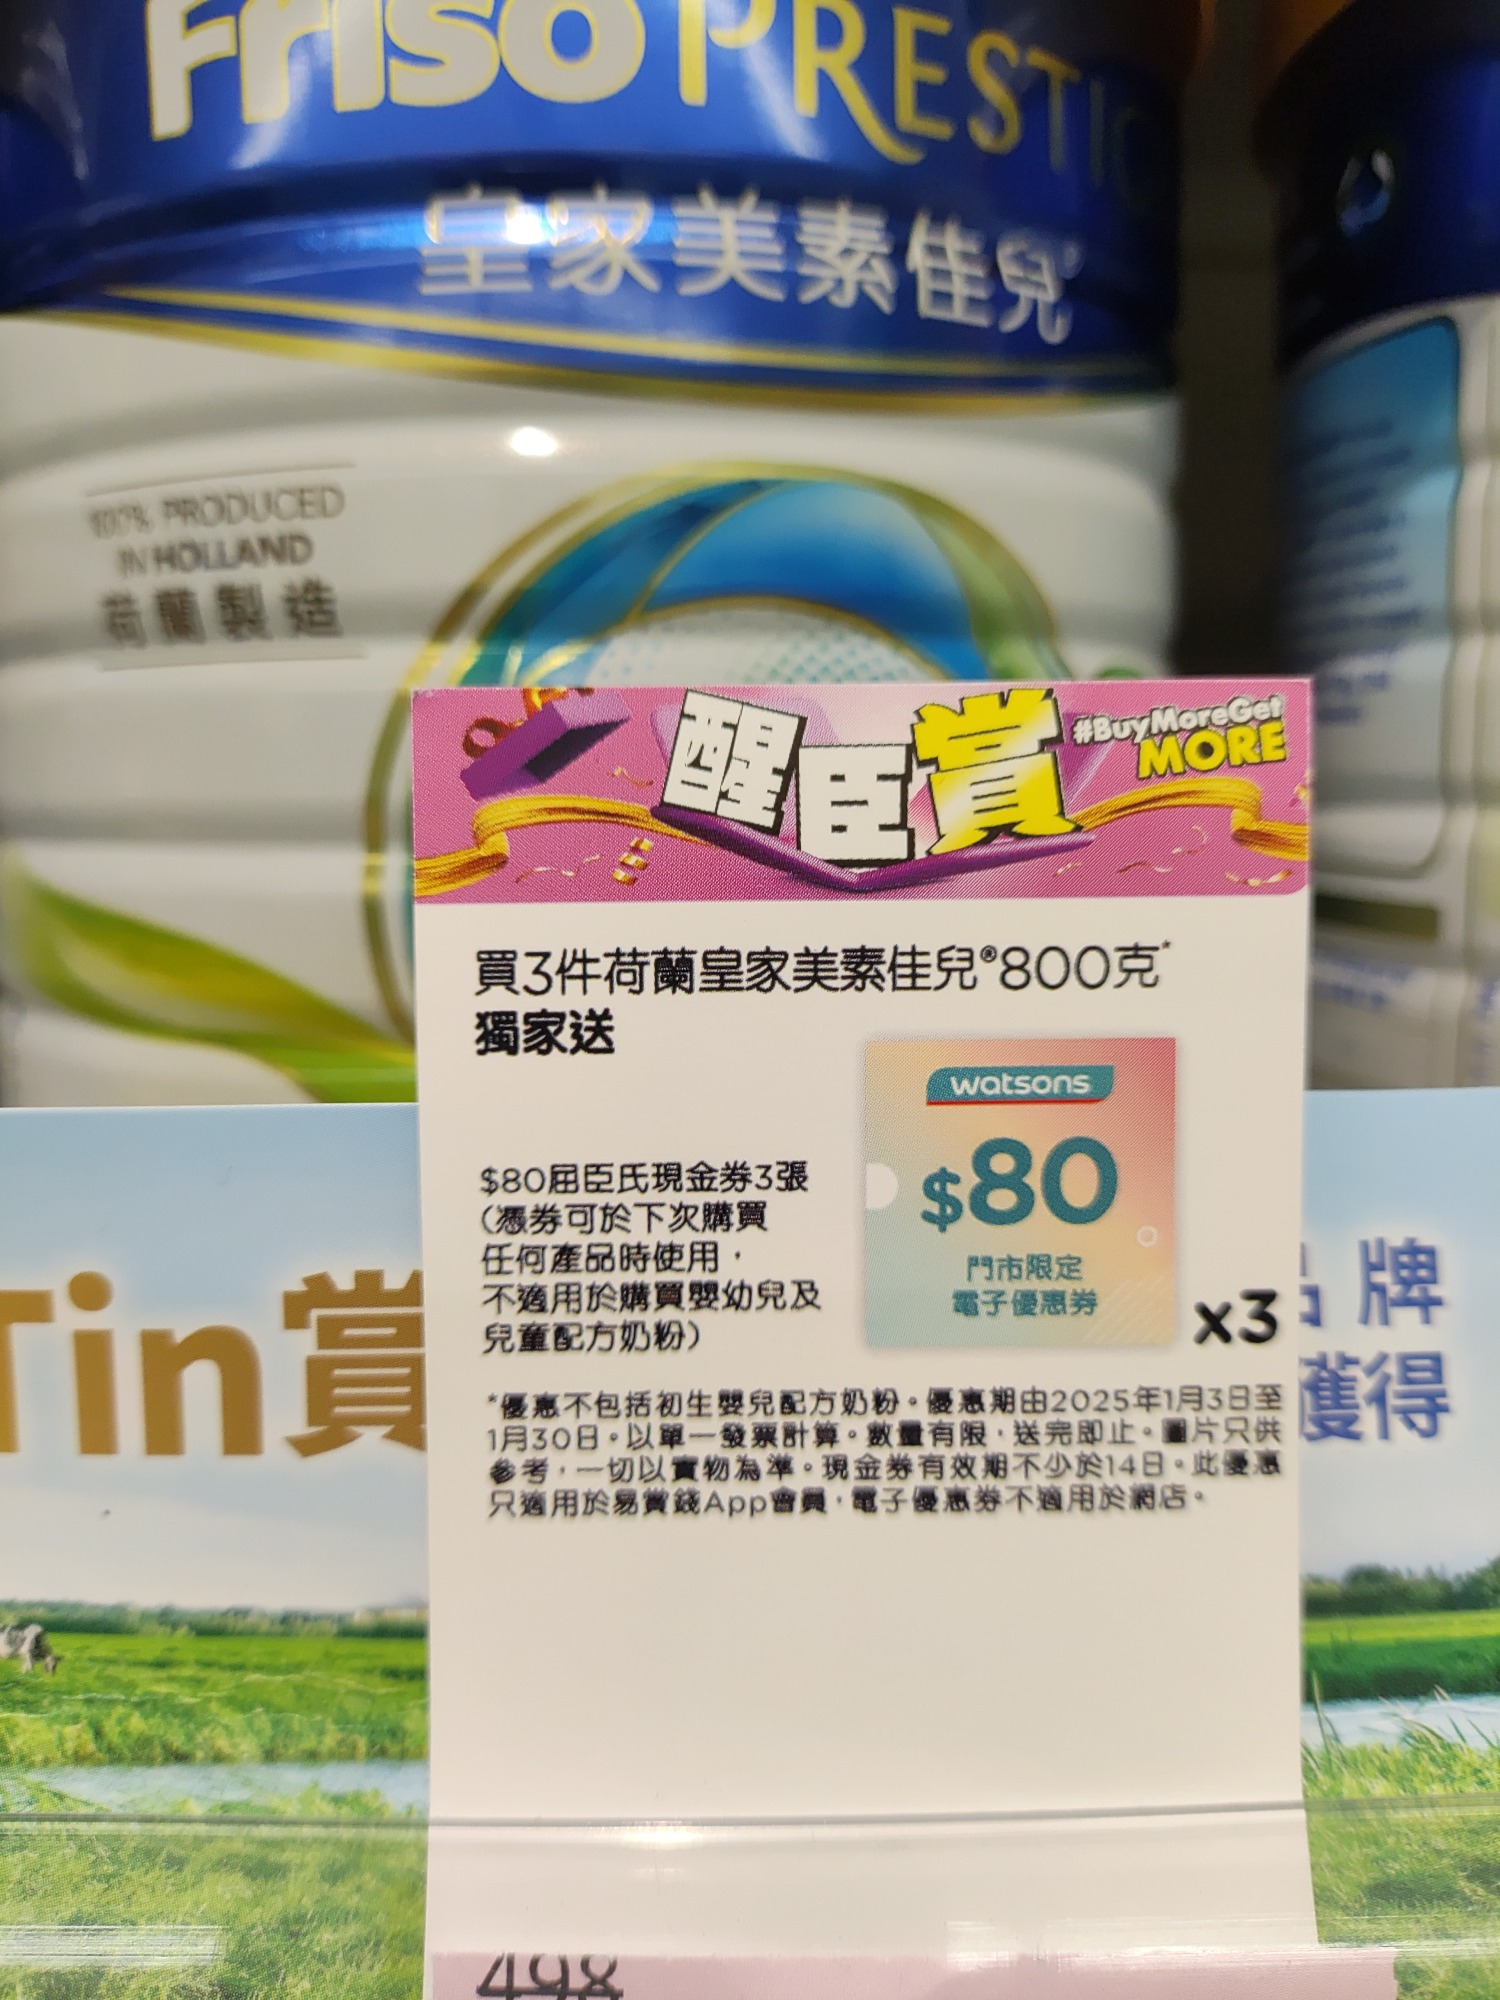 Friso PRESTIG
皇家美素佳兒
100% PRODUCED
IN HOLLAND
荷蘭製造
醒臣賞
#BuyMoreGet
MORE
買3件荷蘭皇家美素佳兒®800克*
獨家送
watsons
$80
門市限定
電子優惠券
x3
$80屈臣氏現金券3張
(憑券可於下次購買
任何產品時使用，
不適用於購買嬰幼兒及
兒童配方奶粉)
*優惠不包括初生嬰兒配方奶粉。優惠期由2025年1月3日至
1月30日。以單一發票計算。數量有限，送完即止。圖片只供
參考，一切以實物為準。現金券有效期不少於14日。此優惠
只適用於易賞錢App會員，電子優惠券不適用於網店。
Tin賞
品牌
獲得
498